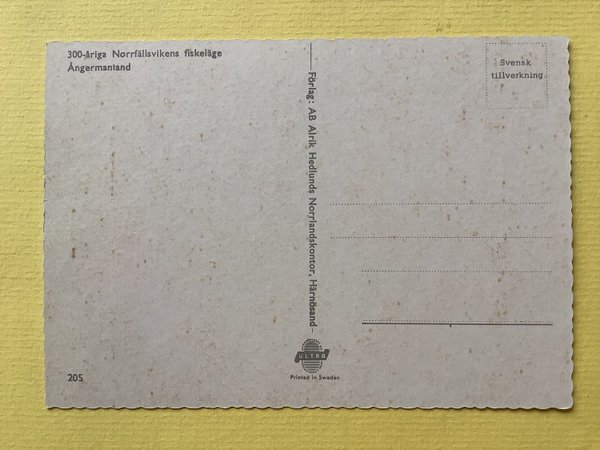 300-åriga Norrfällsvikens fiskeläge
Ångermanland
Svensk
tillverkning
Förlag: AB Alrik Hedlunds Norrlandskontor, Härnösand
ULTRA
Printed in Sweden
205